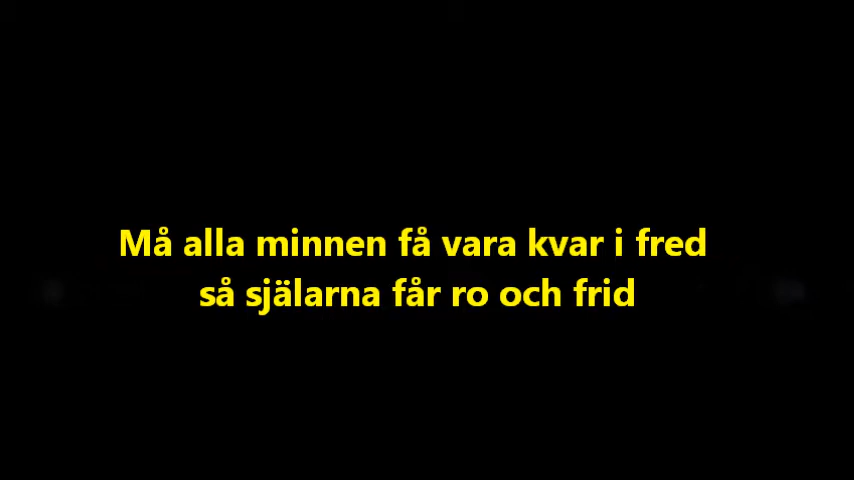 Må alla minnen få vara kvar i fred
så själarna får ro och frid